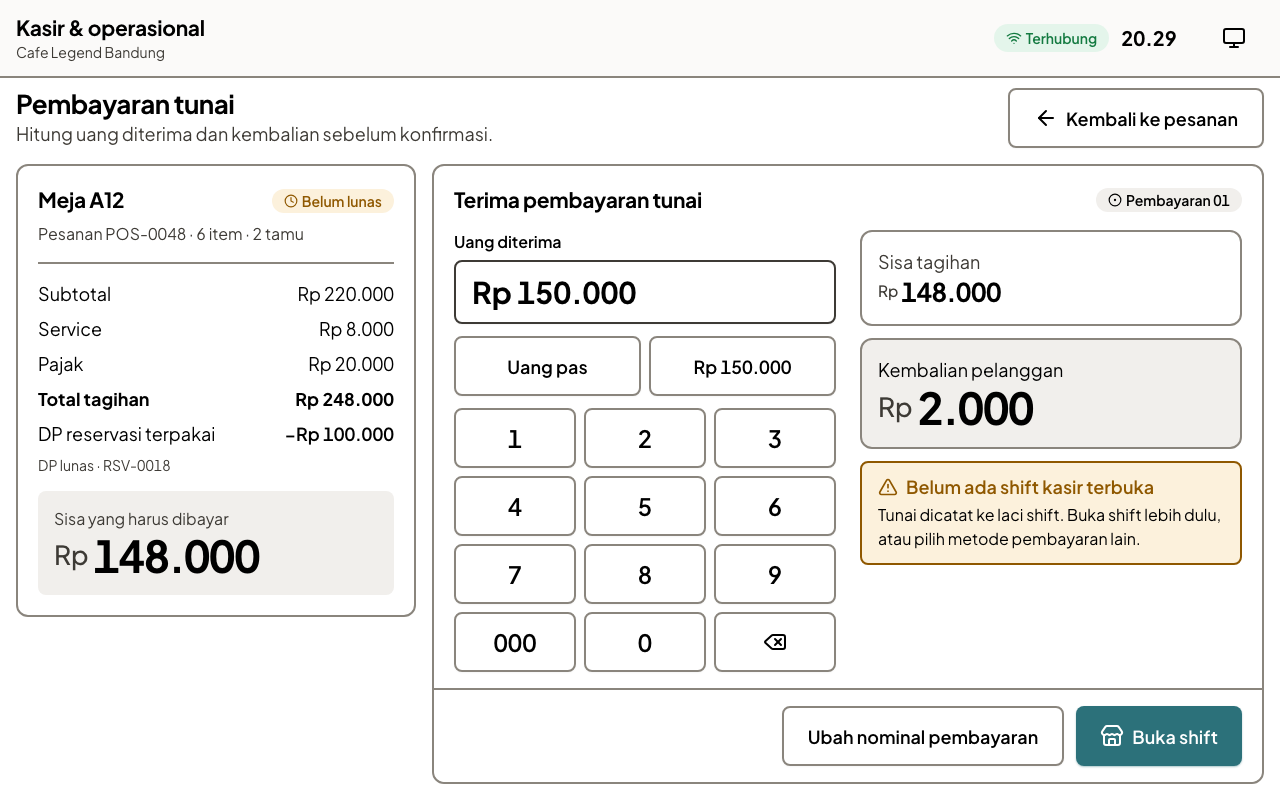 Kasir & operasional
Cafe Legend Bandung
Terhubung
20.29
Pembayaran tunai
Hitung uang diterima dan kembalian sebelum konfirmasi.
Kembali ke pesanan
Meja A12
Belum lunas
Pesanan POS-0048 · 6 item · 2 tamu
Subtotal Rp 220.000
Service Rp 8.000
Pajak Rp 20.000
Total tagihan Rp 248.000
DP reservasi terpakai −Rp 100.000
DP lunas · RSV-0018
Sisa yang harus dibayar
Rp 148.000
Terima pembayaran tunai
Pembayaran 01
Uang diterima
Rp 150.000
Uang pas
Rp 150.000
1 2 3
4 5 6
7 8 9
000 0
Sisa tagihan
Rp 148.000
Kembalian pelanggan
Rp 2.000
Belum ada shift kasir terbuka
Tunai dicatat ke laci shift. Buka shift lebih dulu,
atau pilih metode pembayaran lain.
Ubah nominal pembayaran
Buka shift